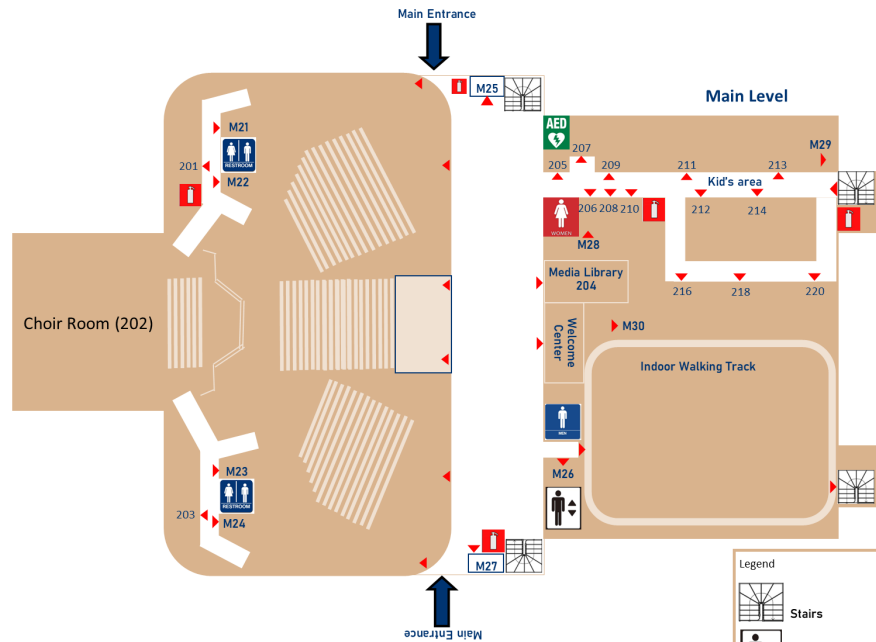 Main Entrance
M25
Main Level
AED
M21
M29
207
201
RESTROOM
205
209
211
213
M22
Kid's area
206
208
210
212
214
WOMEN
M28
Media Library
204
216
218
220
Choir Room (202)
Welcome
Center
M30
Indoor Walking Track
MEN
M23
M26
RESTROOM
203
M24
M27
Legend
Stairs
Main Entrance